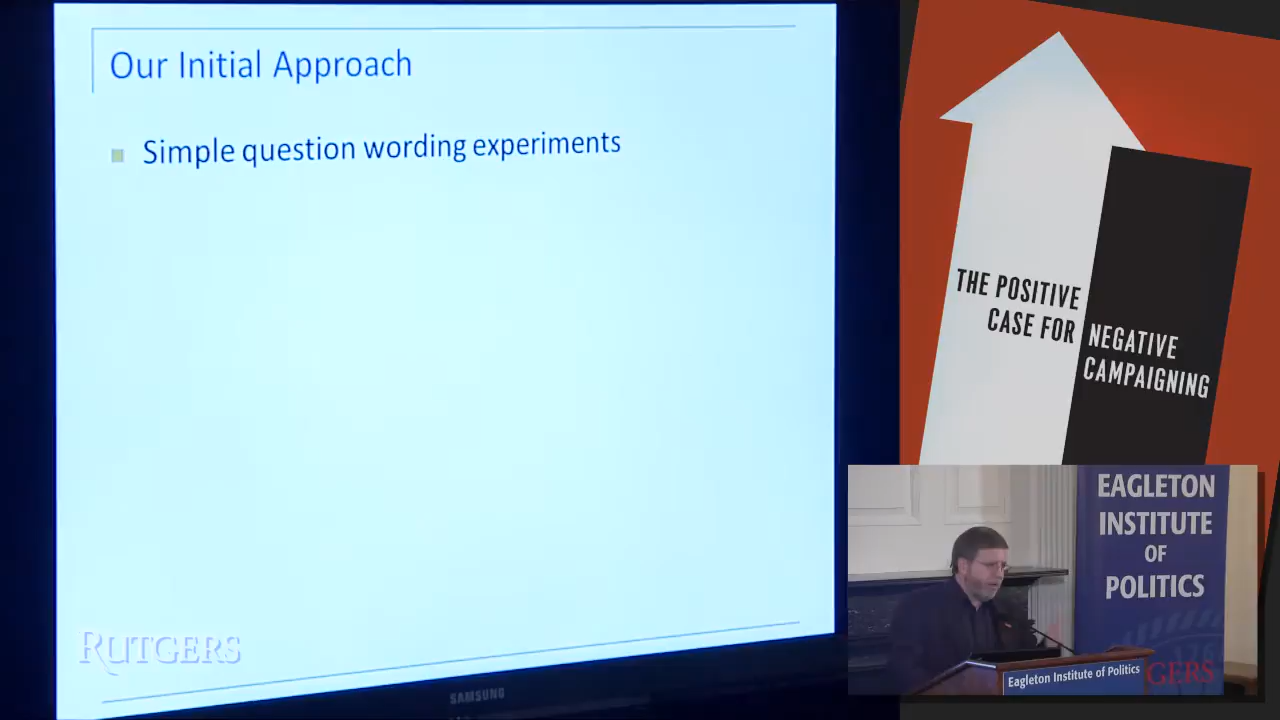 Our Initial Approach
Simple question wording experiments
RUTGERS
SAMSUNG
THE POSITIVE
CASE FOR
NEGATIVE
CAMPAIGNING
EAGLETON
INSTITUTE
OF
POLITICS
Eagleton Institute of Politics
GERS